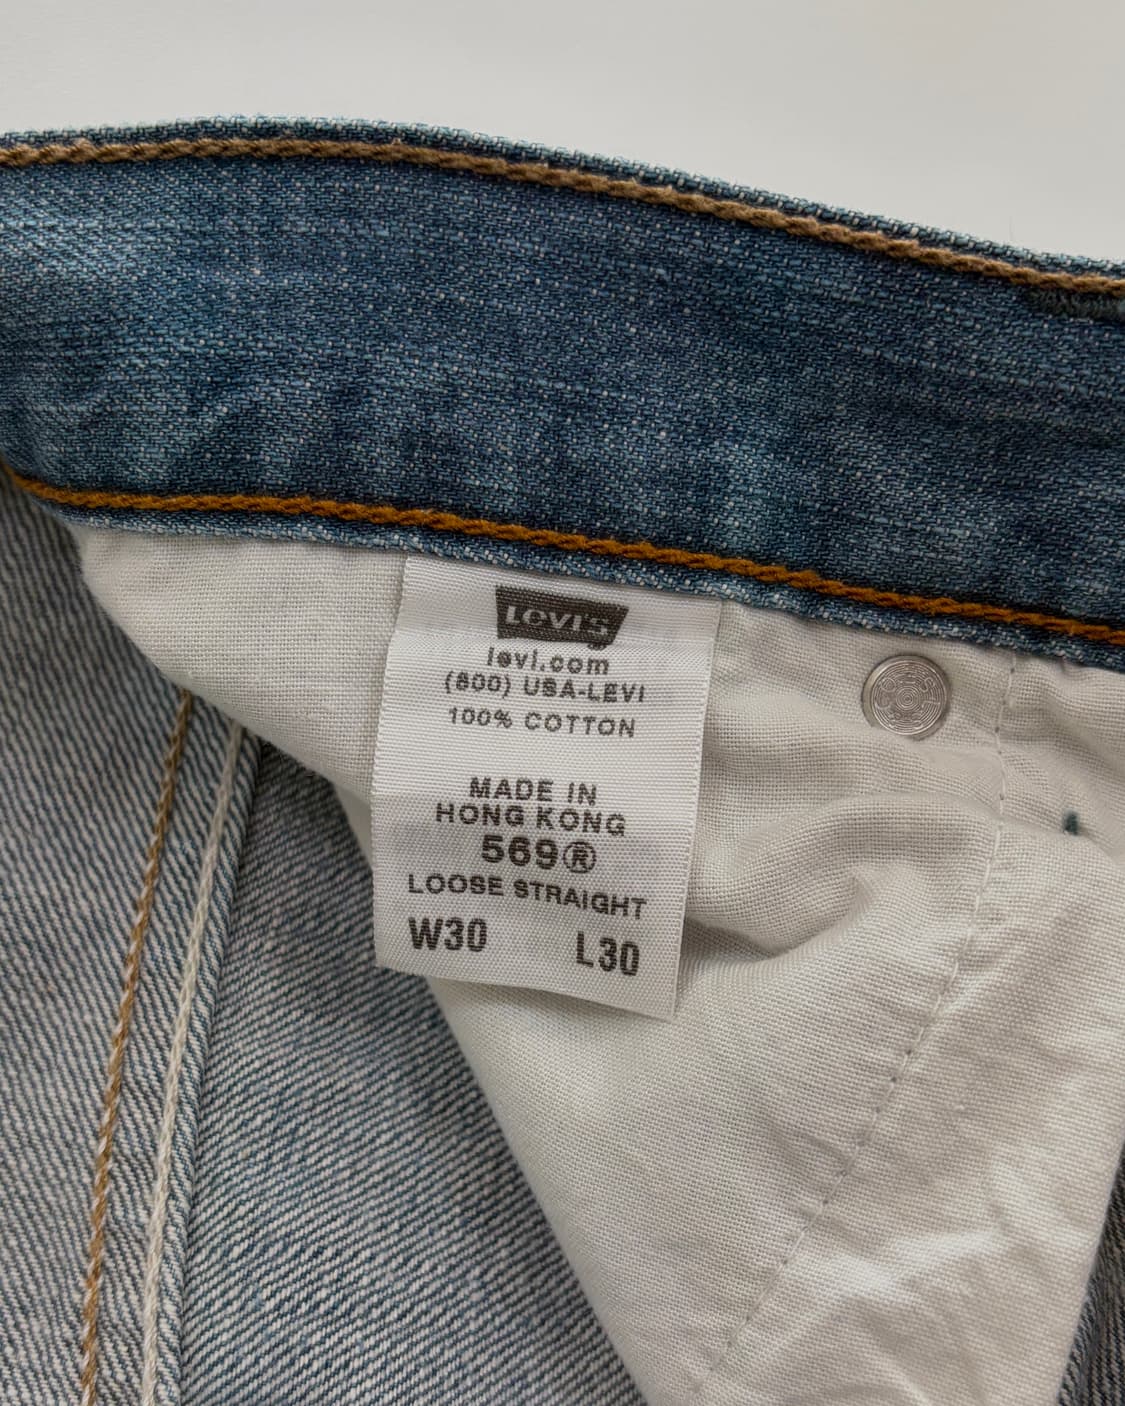 Levi's
levi.com
(800) USA-LEVI
100% COTTON
MADE IN
HONG KONG
569®
LOOSE STRAIGHT
W30 L30